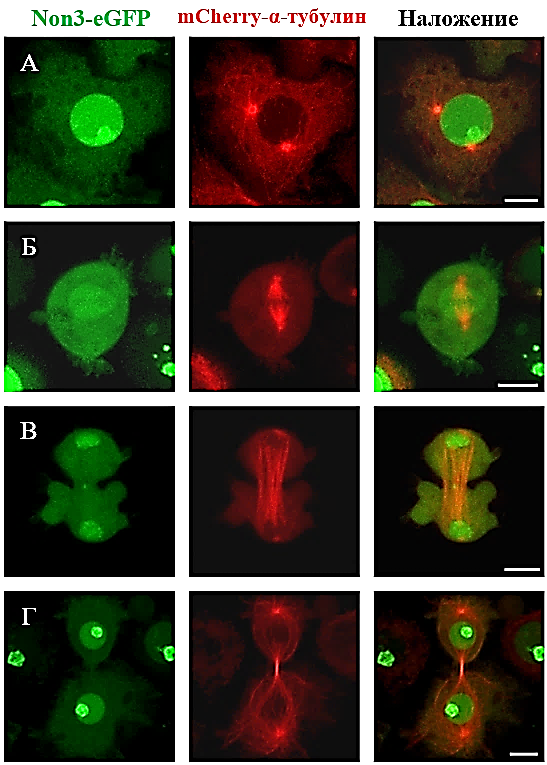 Non3-eGFP mCherry-α-тубулин Наложение
А
Б
В
Г